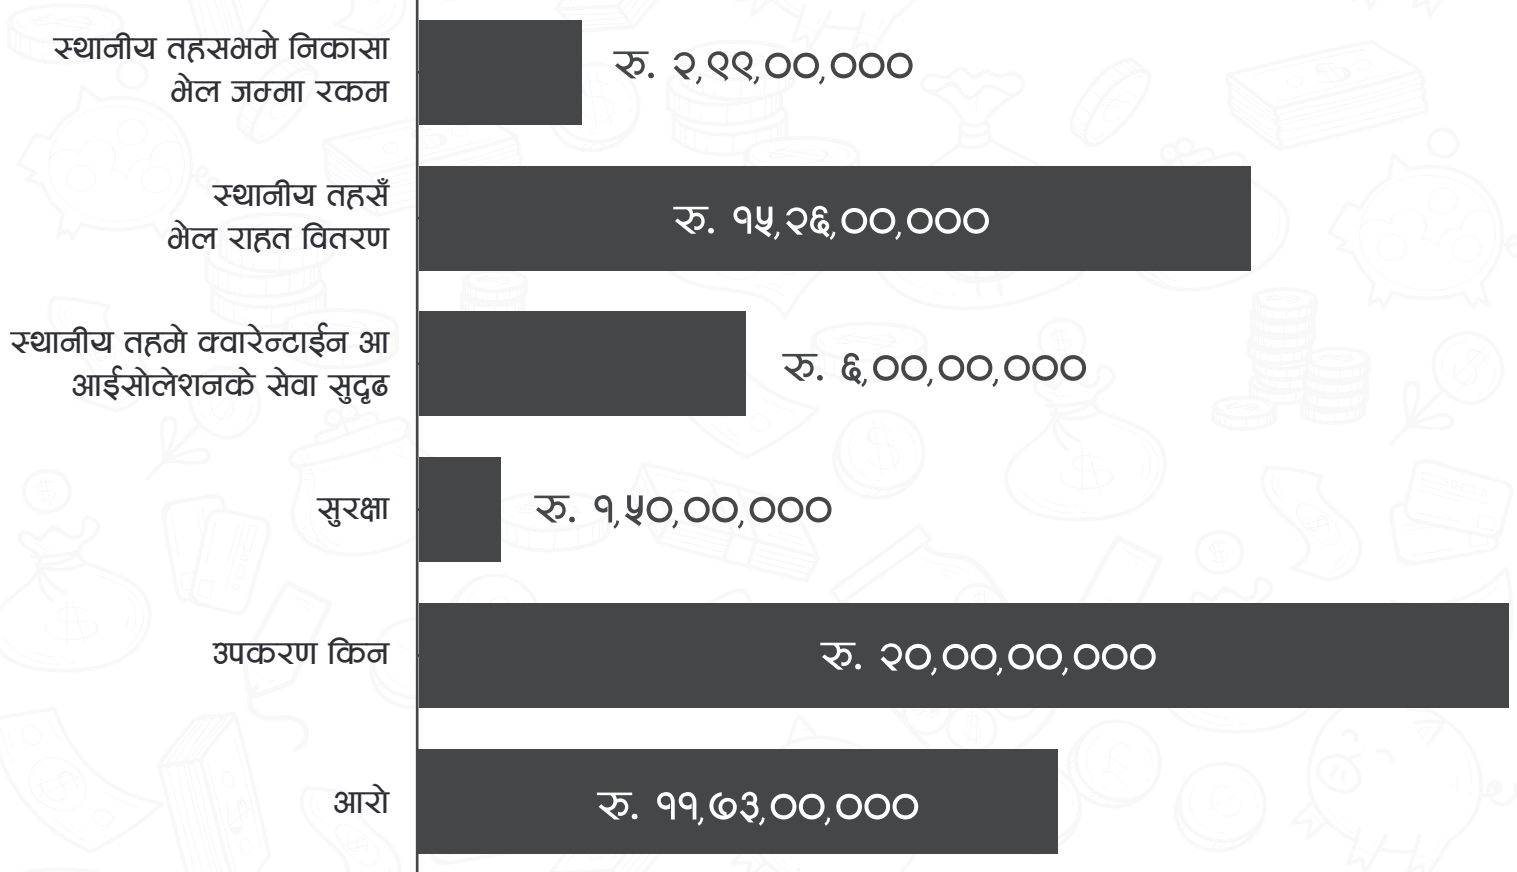 स्थानीय तहसभमे निकासा
भेल जम्मा रकम
रु. २,९९,००,०००
स्थानीय तहसँ
भेल राहत वितरण
रु. १५,२६,००,०००
स्थानीय तहमे क्वारेन्टाईन आ
आईसोलेशनके सेवा सुदृढ
रु. ६,००,००,०००
सुरक्षा
रु. १,५०,००,०००
उपकरण किन
रु. २०,००,००,०००
आरो
रु. ११,७३,००,०००